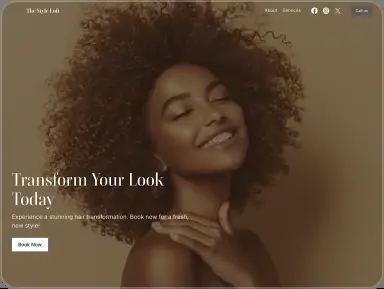 The Style Loft
About Services
Call us
Transform Your Look
Today
Experience a stunning hair transformation. Book now for a fresh,
new style!
Book Now